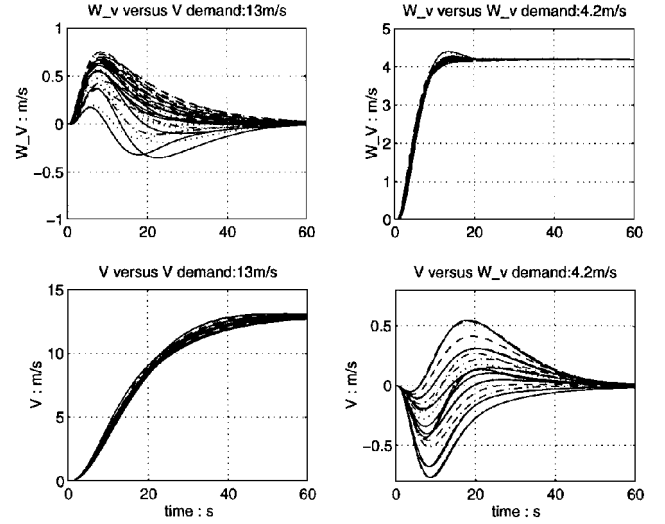 W_v versus V demand:13m/s
W_V : m/s
1
0.5
0
−0.5
−1
0 20 40 60
W_v versus W_v demand:4.2m/s
W_V : m/s
5
4
3
2
1
0
0 20 40 60
V versus V demand:13m/s
V : m/s
15
10
5
0
0 20 40 60
time : s
V versus W_v demand:4.2m/s
V : m/s
0.5
0
−0.5
0 20 40 60
time : s